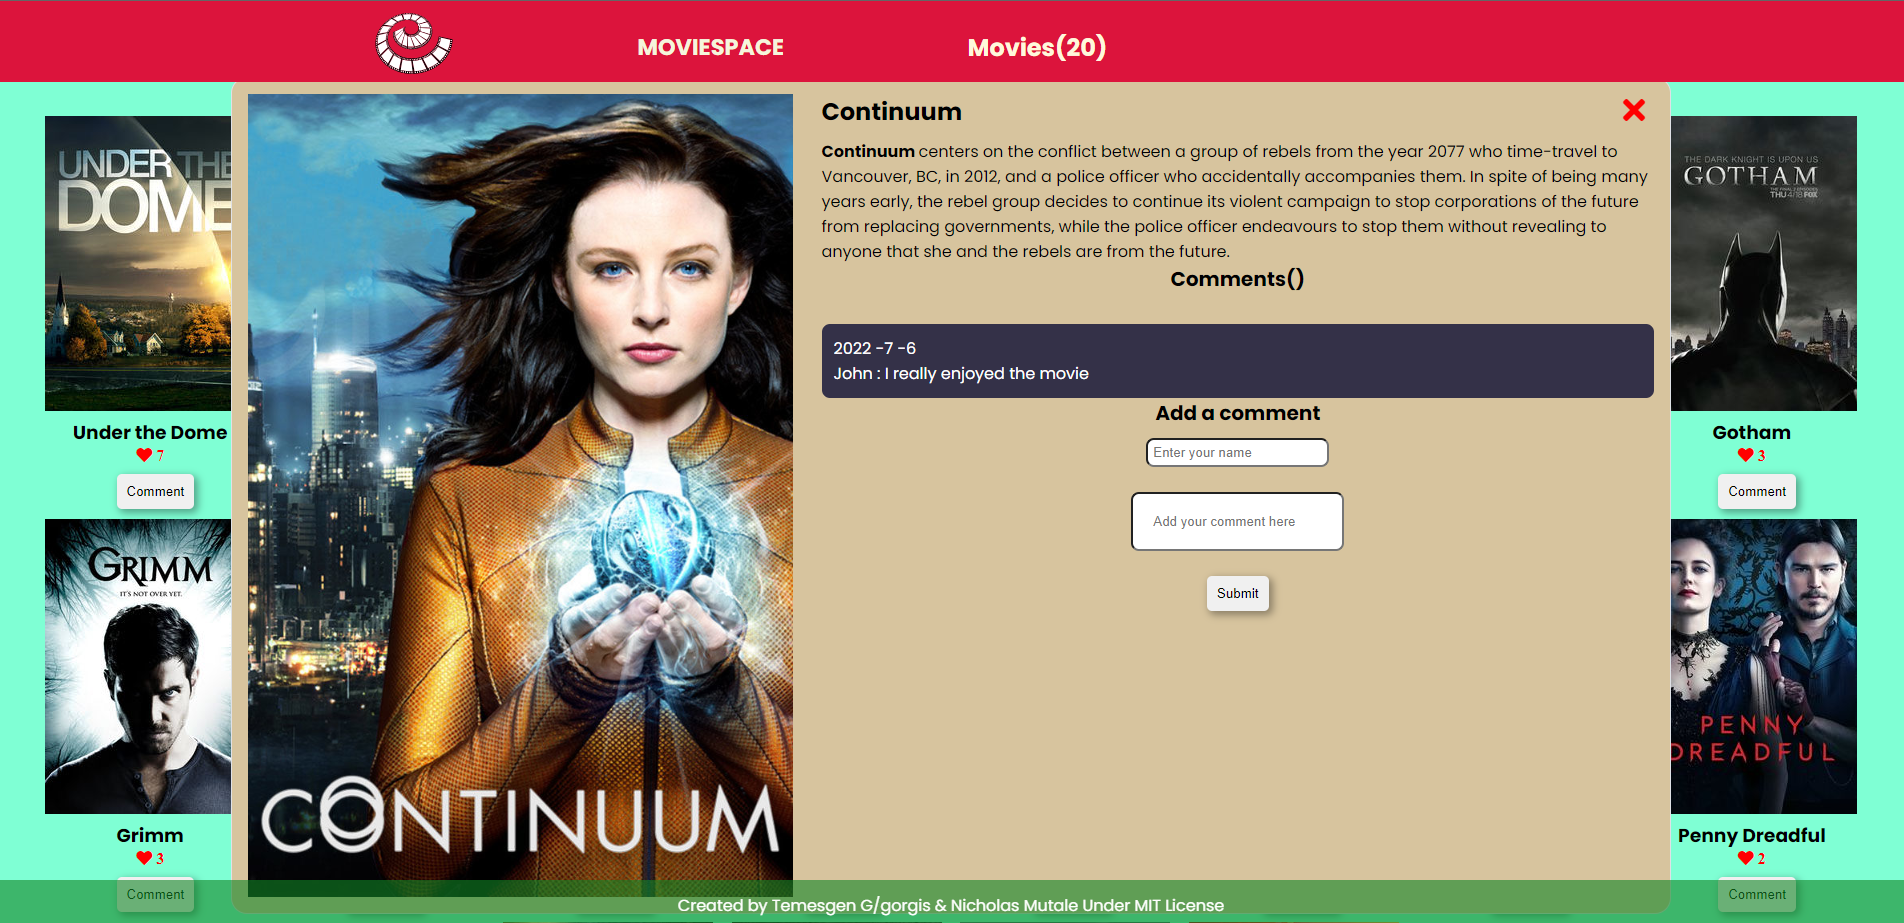 MOVIESPACE
Movies(20)
UNDER THE
DOME
Under the Dome
7
Comment
GRIMM
IT'S NOT OVER YET.
Grimm
3
Comment
CONTINUUM
Continuum
Continuum centers on the conflict between a group of rebels from the year 2077 who time-travel to
Vancouver, BC, in 2012, and a police officer who accidentally accompanies them. In spite of being many
years early, the rebel group decides to continue its violent campaign to stop corporations of the future
from replacing governments, while the police officer endeavours to stop them without revealing to
anyone that she and the rebels are from the future.
Comments()
2022 -7 -6
John : I really enjoyed the movie
Add a comment
Enter your name
Add your comment here
Submit
THE DARK KNIGHT IS UPON US
GOTHAM
THE FINAL EPISODES
THU 4/18 FOX
Gotham
3
Comment
PENNY
DREADFUL
Penny Dreadful
2
Comment
Created by Temesgen G/gorgis & Nicholas Mutale Under MIT License